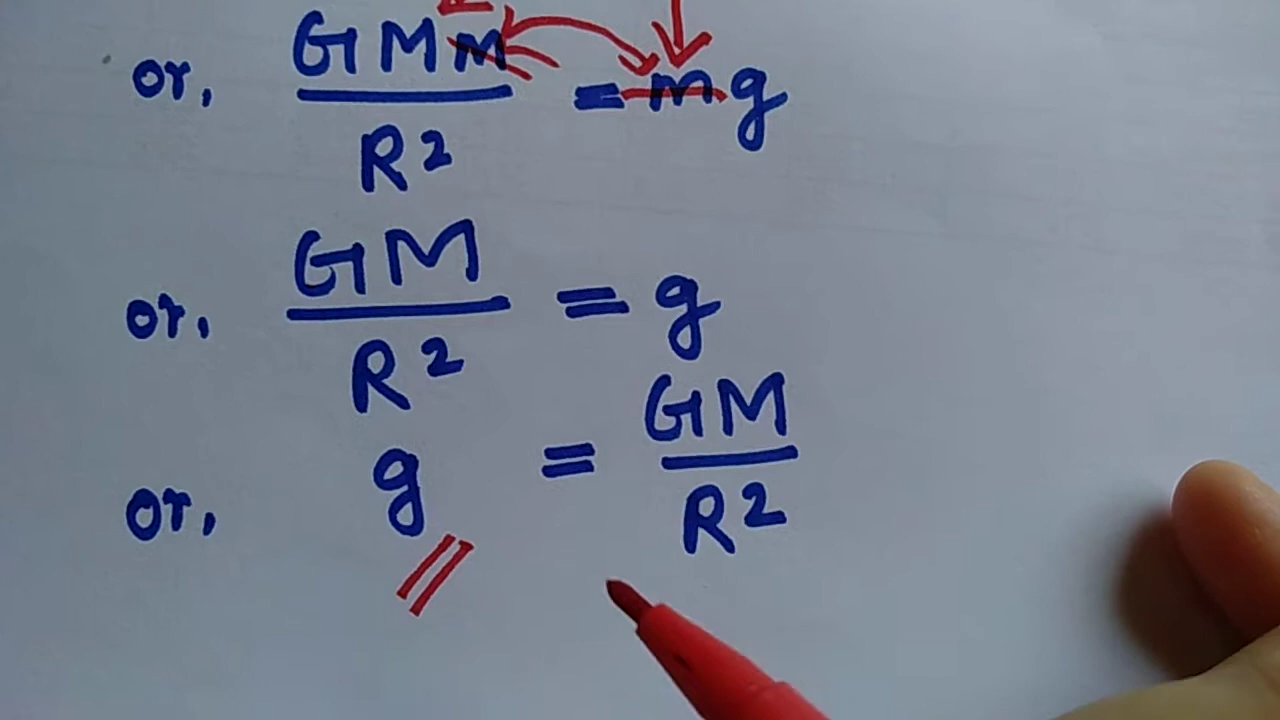 or, GMm/R² = mg
or, GM/R² = g
or, g = GM/R²